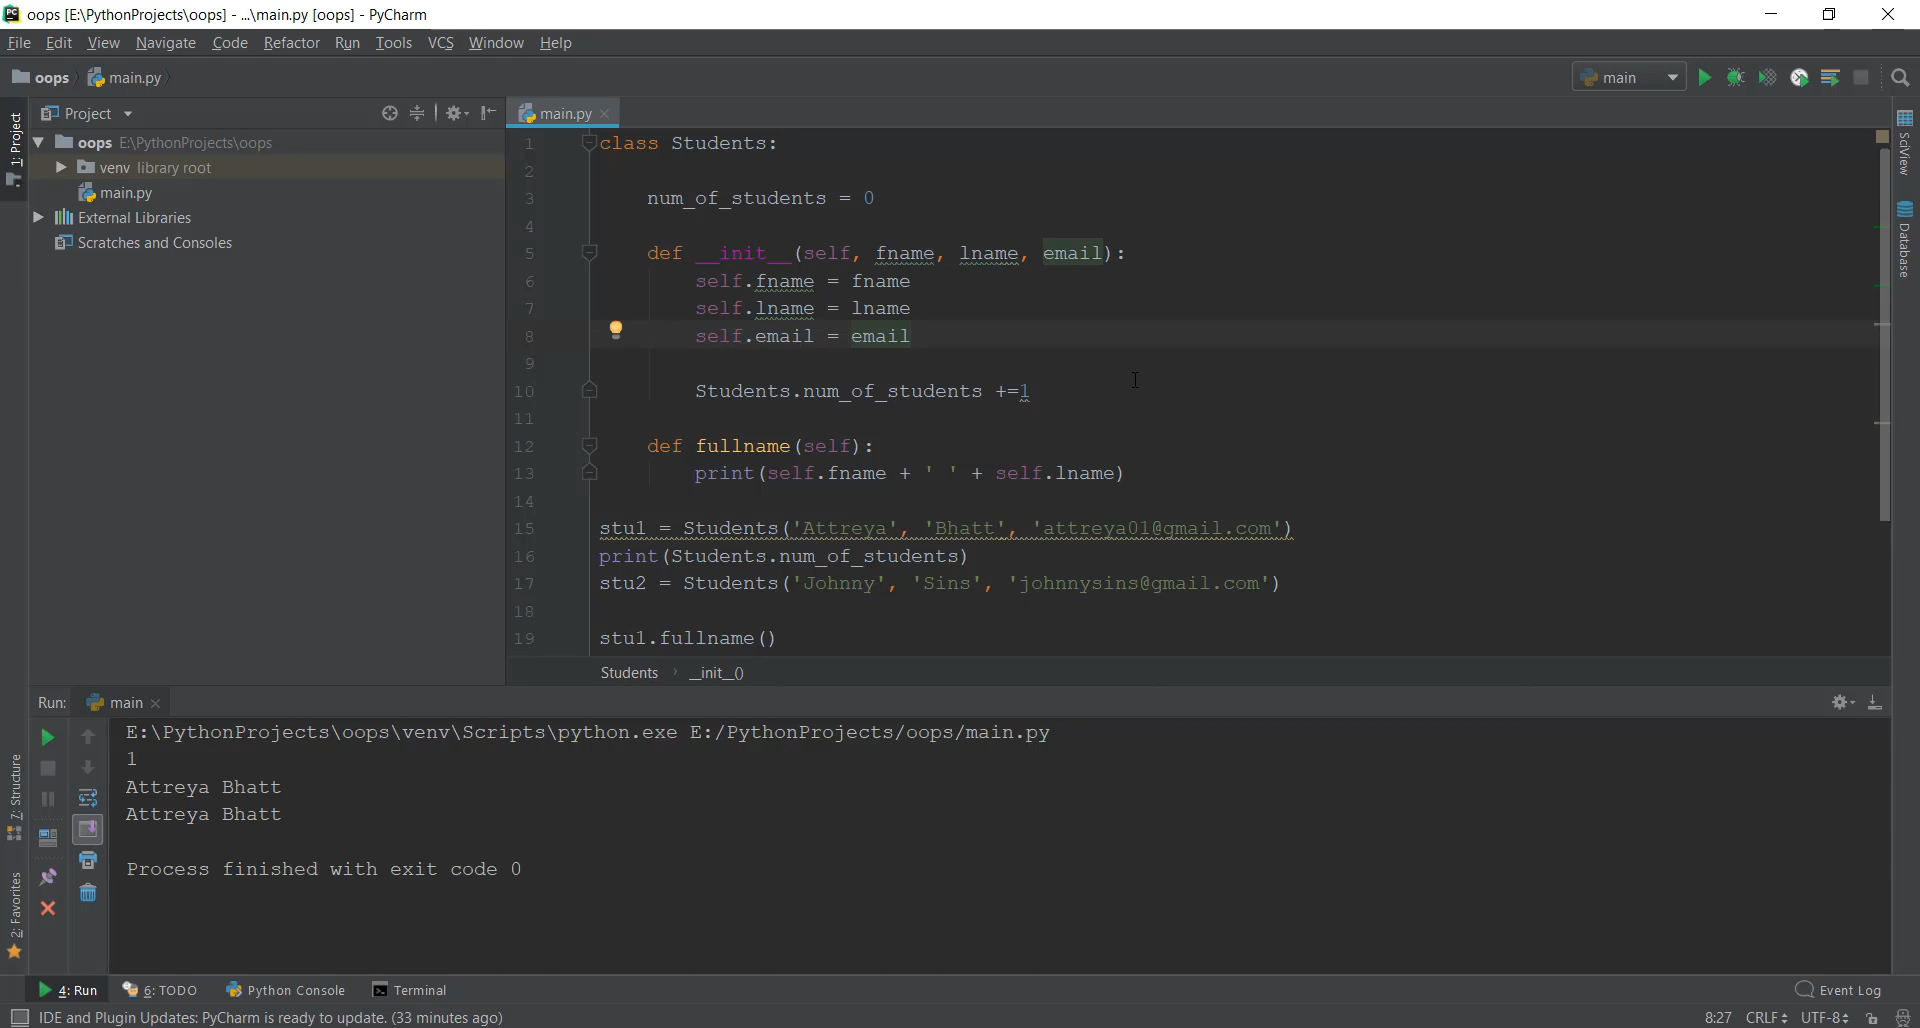 oops [E:\PythonProjects\oops] - ...\main.py [oops] - PyCharm
File Edit View Navigate Code Refactor Run Tools VCS Window Help
oops main.py main
Project
main.py
1: Project
oops E:\PythonProjects\oops
venv library root
main.py
External Libraries
Scratches and Consoles
1 class Students:
2
3 num_of_students = 0
4
5 def __init__(self, fname, lname, email):
6 self.fname = fname
7 self.lname = lname
8 self.email = email
9
10 Students.num_of_students +=1
11
12 def fullname(self):
13 print(self.fname + ' ' + self.lname)
14
15 stu1 = Students('Attreya', 'Bhatt', 'attreya01@gmail.com')
16 print(Students.num_of_students)
17 stu2 = Students('Johnny', 'Sins', 'johnnysins@gmail.com')
18
19 stu1.fullname()
Students __init__()
SciView
Database
Run: main
E:\PythonProjects\oops\venv\Scripts\python.exe E:/PythonProjects/oops/main.py
1
Attreya Bhatt
Attreya Bhatt
Process finished with exit code 0
7: Structure
2: Favorites
4: Run 6: TODO Python Console Terminal Event Log
IDE and Plugin Updates: PyCharm is ready to update. (33 minutes ago) 8:27 CRLF UTF-8